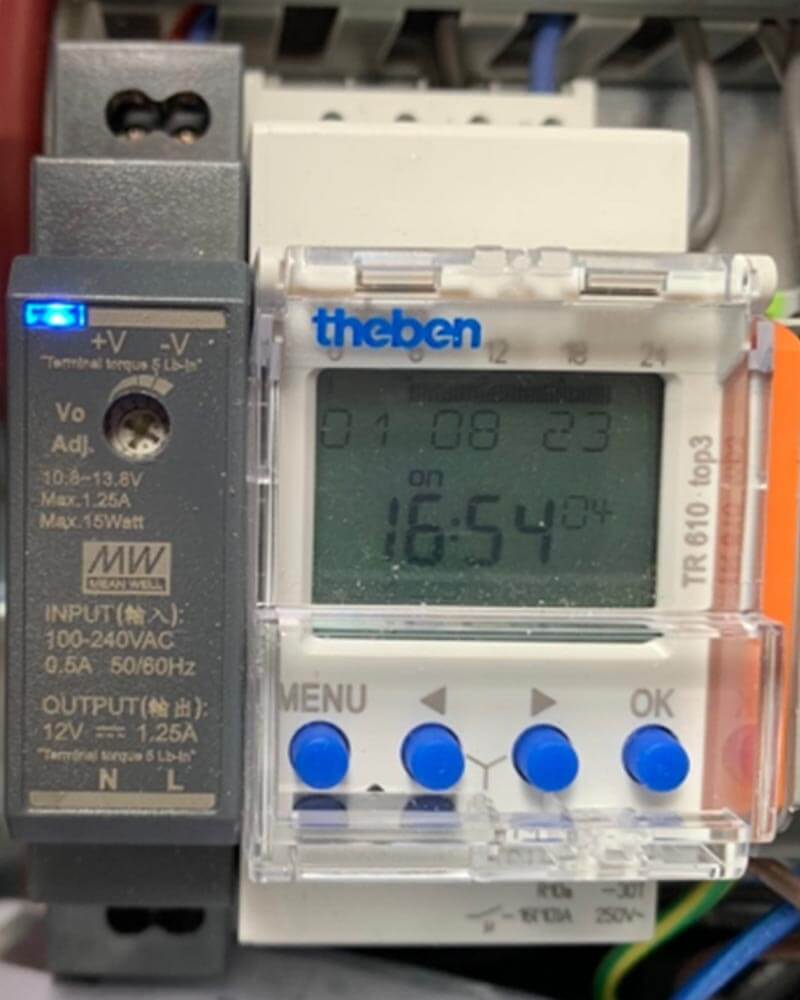 +V -V
"Terminal torque 5 Lb-In"
Vo
Adj.
10.8~13.8V
Max.1.25A
Max.15Watt
MW
MEAN WELL
INPUT(輸入):
100-240VAC
0.5A 50/60Hz
OUTPUT(輸出):
12V 1.25A
"Terminal torque 5 Lb-In"
N L
theben
0 6 12 18 24
01 08 23
on
16:54 04
TR 610 top3
MENU ◀ ▶ OK
250V~